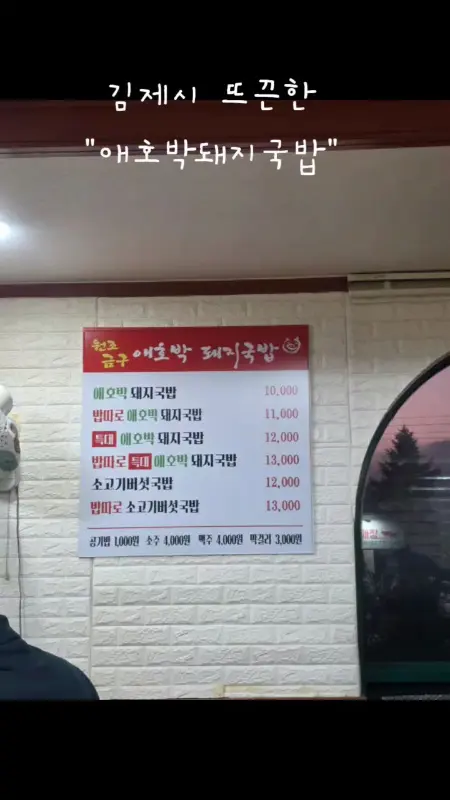 김제시 뜨끈한
"애호박돼지국밥"
원조
금구 애호박 돼지국밥
애호박 돼지국밥 10,000
밥따로 애호박 돼지국밥 11,000
특대 애호박 돼지국밥 12,000
밥따로 특대 애호박 돼지국밥 13,000
소고기버섯국밥 12,000
밥따로 소고기버섯국밥 13,000
공기밥 1,000원 소주 4,000원 맥주 4,000원 막걸리 3,000원